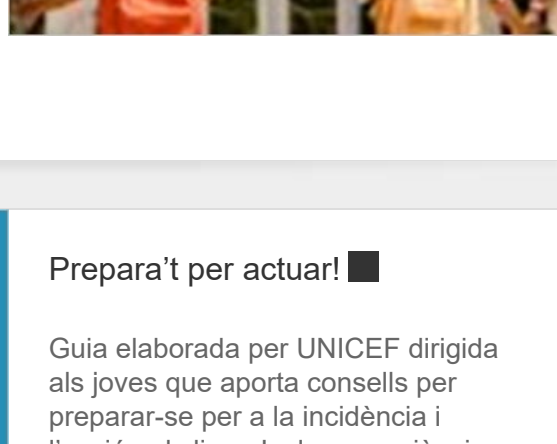 Prepara’t per actuar!
Guia elaborada per UNICEF dirigida
als joves que aporta consells per
preparar-se per a la incidència i